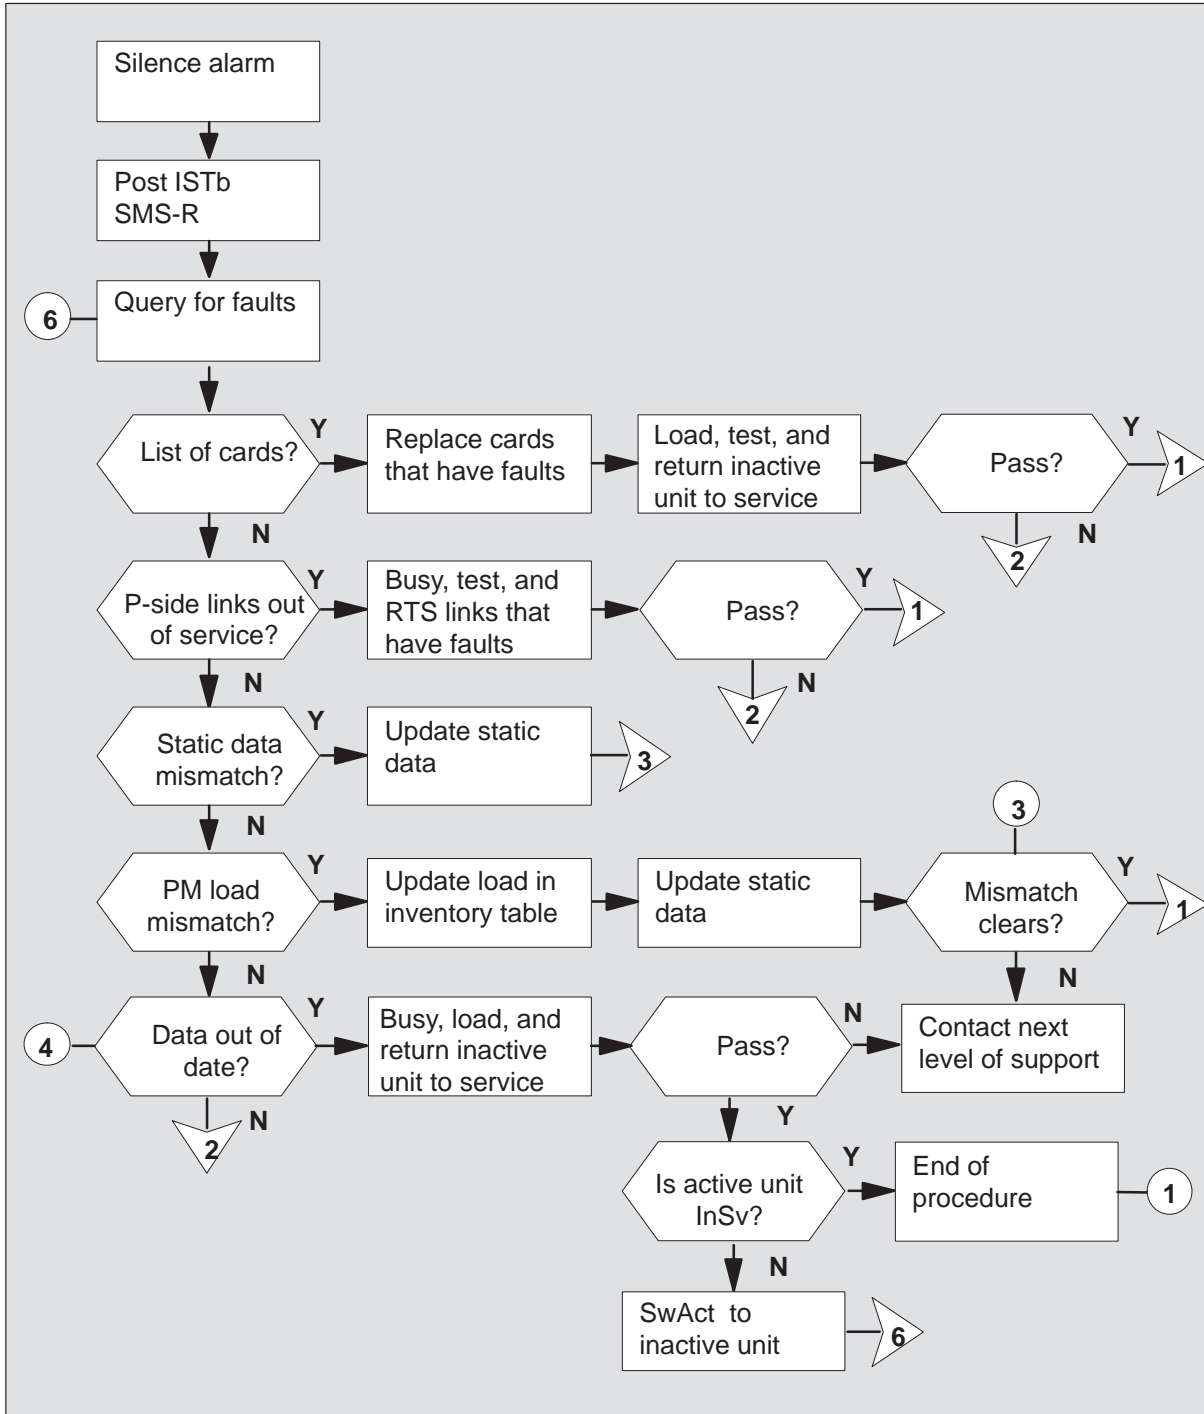 Silence alarm
Post ISTb
SMS-R
6
Query for faults
List of cards?
Y
Replace cards
that have faults
Load, test, and
return inactive
unit to service
Pass?
Y
1
N
N
2
P-side links out
of service?
Y
Busy, test, and
RTS links that
have faults
Pass?
Y
1
N
N
2
Static data
mismatch?
Y
Update static
data
3
3
N
PM load
mismatch?
Y
Update load in
inventory table
Update static
data
Mismatch
clears?
Y
1
N
N
4
Data out of
date?
Y
Busy, load, and
return inactive
unit to service
Pass?
N
Contact next
level of support
N
2
Y
Is active unit
InSv?
Y
End of
procedure
1
N
SwAct to
inactive unit
6